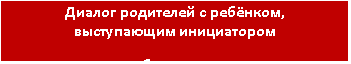 Диалог родителей с ребёнком,
выступающим инициатором